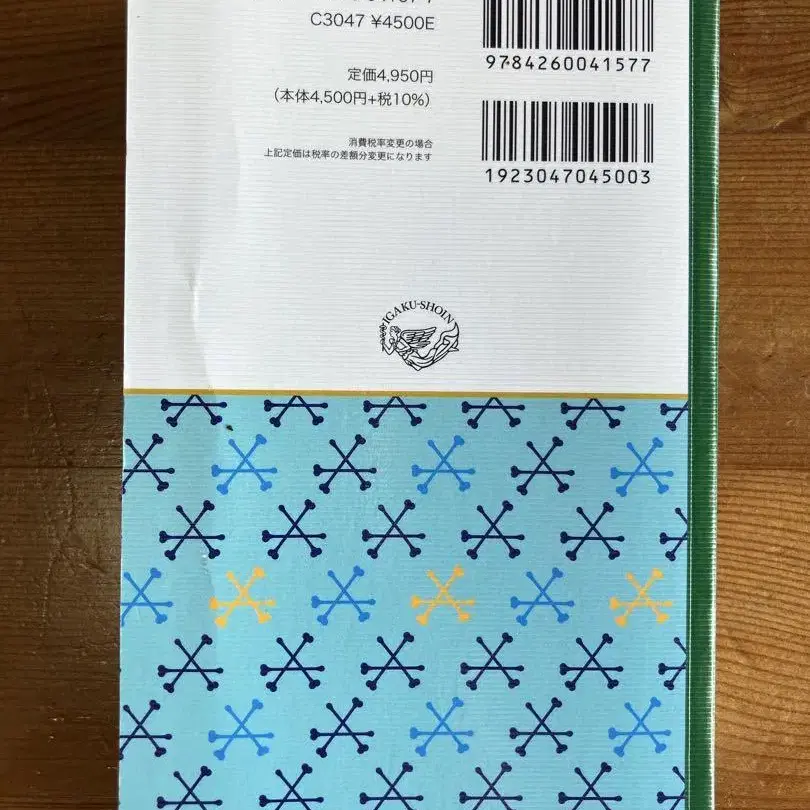 C3047 ¥4500E
定価4,950円
(本体4,500円+税10%)
消費税率変更の場合
上記定価は税率の差額分変更になります
9784260041577
1923047045003
IGAKU-SHOIN